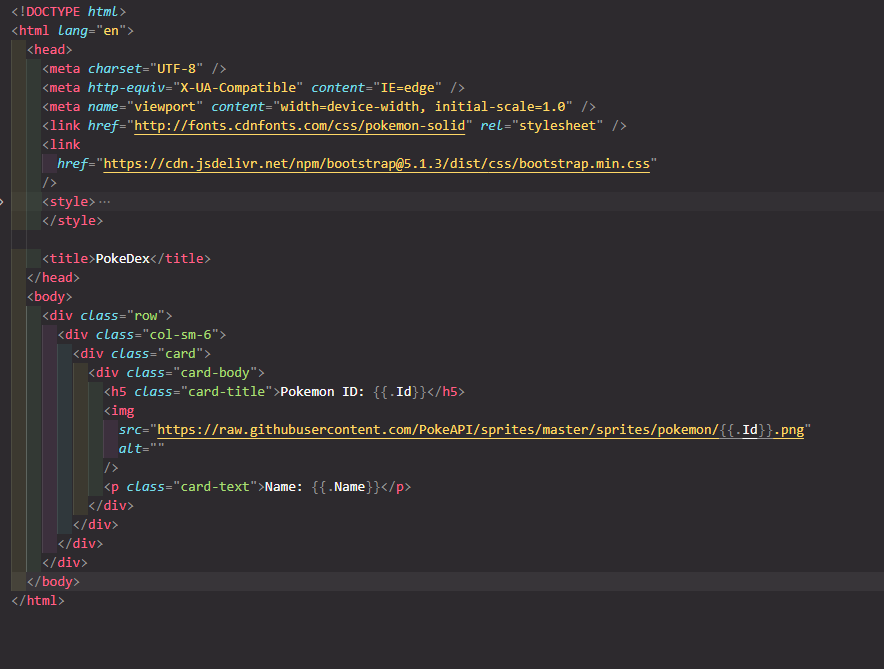 <!DOCTYPE html>
<html lang="en">
<head>
<meta charset="UTF-8" />
<meta http-equiv="X-UA-Compatible" content="IE=edge" />
<meta name="viewport" content="width=device-width, initial-scale=1.0" />
<link href="http://fonts.cdnfonts.com/css/pokemon-solid" rel="stylesheet" />
<link
href="https://cdn.jsdelivr.net/npm/bootstrap@5.1.3/dist/css/bootstrap.min.css"
/>
<style>⋯
</style>
<title>PokeDex</title>
</head>
<body>
<div class="row">
<div class="col-sm-6">
<div class="card">
<div class="card-body">
<h5 class="card-title">Pokemon ID: {{.Id}}</h5>
<img
src="https://raw.githubusercontent.com/PokeAPI/sprites/master/sprites/pokemon/{{.Id}}.png"
alt=""
/>
<p class="card-text">Name: {{.Name}}</p>
</div>
</div>
</div>
</div>
</body>
</html>